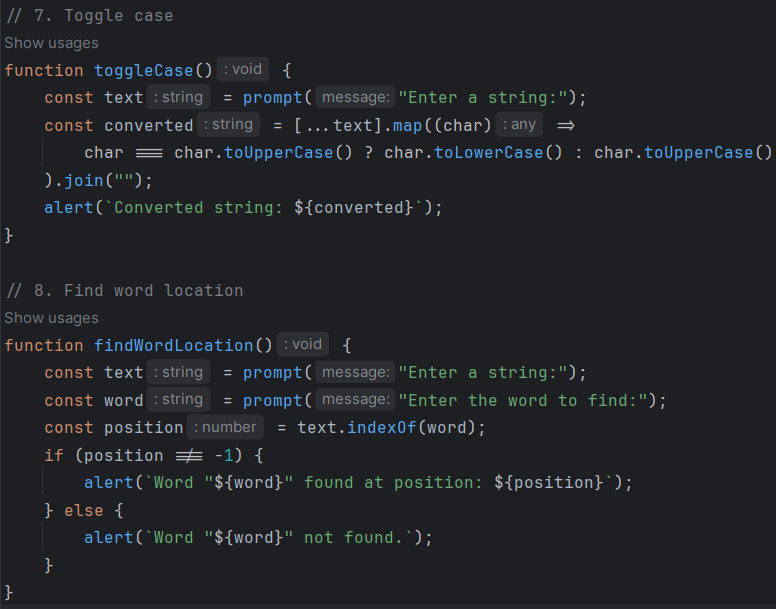 // 7. Toggle case
Show usages
function toggleCase() : void {
    const text : string = prompt( message: "Enter a string:");
    const converted : string = [...text].map((char) : any =>
        char === char.toUpperCase() ? char.toLowerCase() : char.toUpperCase()
    ).join("");
    alert(`Converted string: ${converted}`);
}
// 8. Find word location
Show usages
function findWordLocation() : void {
    const text : string = prompt( message: "Enter a string:");
    const word : string = prompt( message: "Enter the word to find:");
    const position : number = text.indexOf(word);
    if (position !== -1) {
        alert(`Word "${word}" found at position: ${position}`);
    } else {
        alert(`Word "${word}" not found.`);
    }
}